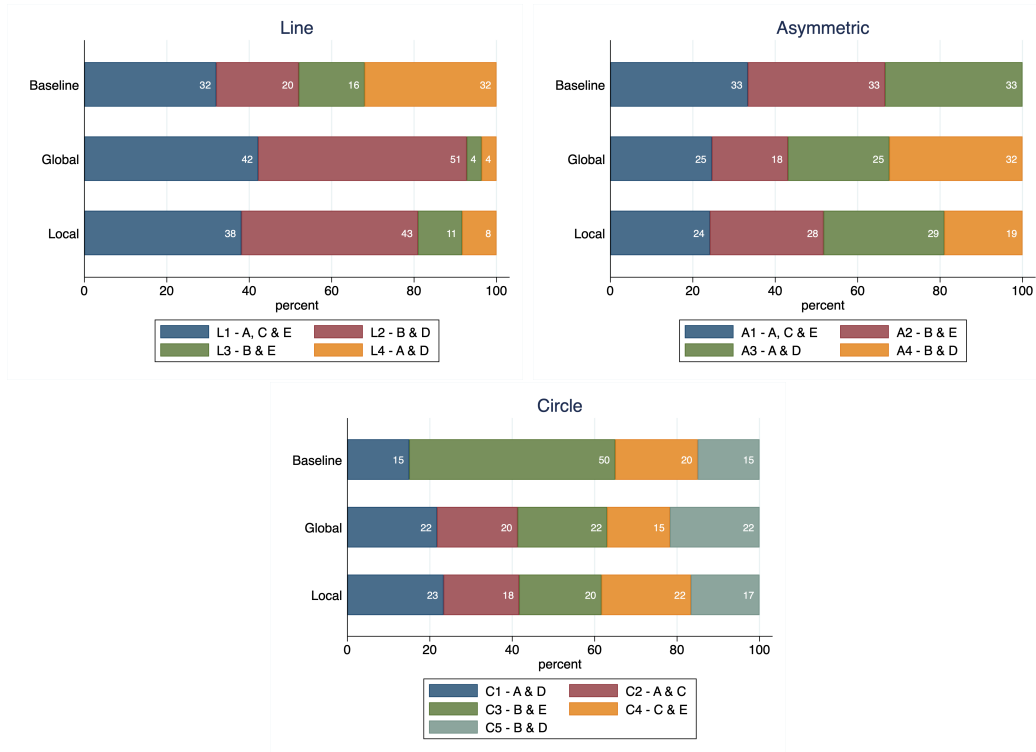 Line
Baseline 32 20 16 32
Global 42 51 4 4
Local 38 43 11 8
0 20 40 60 80 100
percent
L1 - A, C & E L2 - B & D
L3 - B & E L4 - A & D
Asymmetric
Baseline 33 33 33
Global 25 18 25 32
Local 24 28 29 19
0 20 40 60 80 100
percent
A1 - A, C & E A2 - B & E
A3 - A & D A4 - B & D
Circle
Baseline 15 50 20 15
Global 22 20 22 15 22
Local 23 18 20 22 17
0 20 40 60 80 100
percent
C1 - A & D C2 - A & C
C3 - B & E C4 - C & E
C5 - B & D